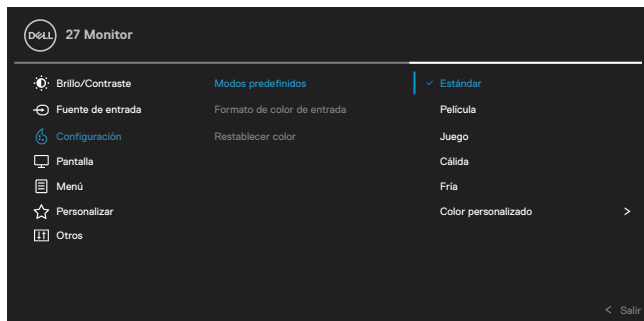 DELL 27 Monitor
Brillo/Contraste Modos predefinidos Estándar
Fuente de entrada Formato de color de entrada Película
Configuración Restablecer color Juego
Pantalla Cálida
Menú Fría
Personalizar Color personalizado >
Otros
< Salir